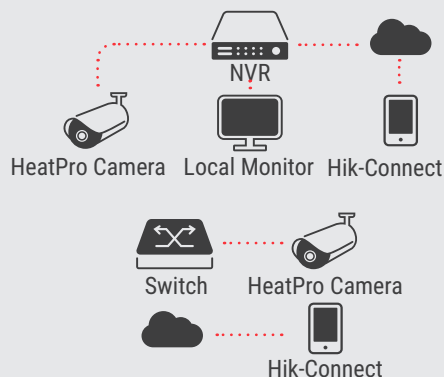 NVR
HeatPro Camera Local Monitor Hik-Connect
Switch HeatPro Camera
Hik-Connect